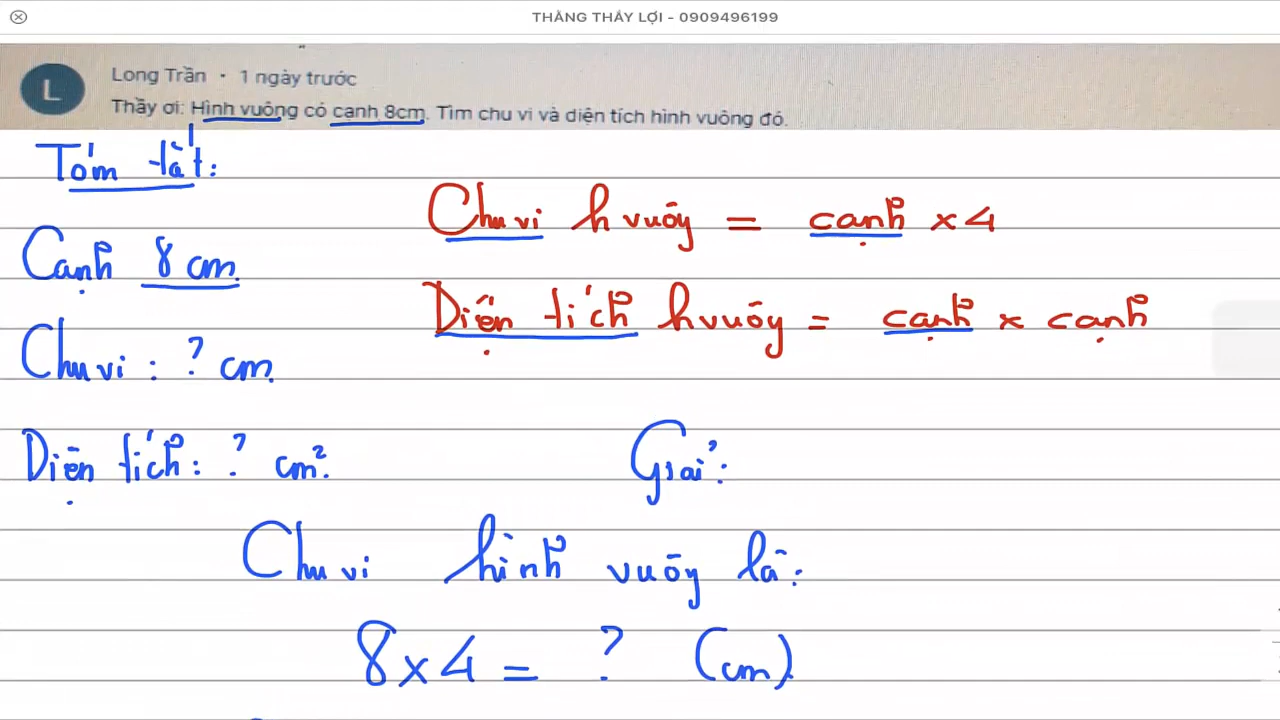 THẮNG THẦY LỢI - 0909496199
Long Trần · 1 ngày trước
Thầy ơi: Hình vuông có cạnh 8cm. Tìm chu vi và diện tích hình vuông đó.
Tóm tắt:
Cạnh 8 cm.
Chu vi : ? cm.
Diện tích: ? cm².
Chu vi h vuông = cạnh x 4
Diện tích h vuông = cạnh x cạnh
Giải:
Chu vi hình vuông là:
8 x 4 = ? (cm).